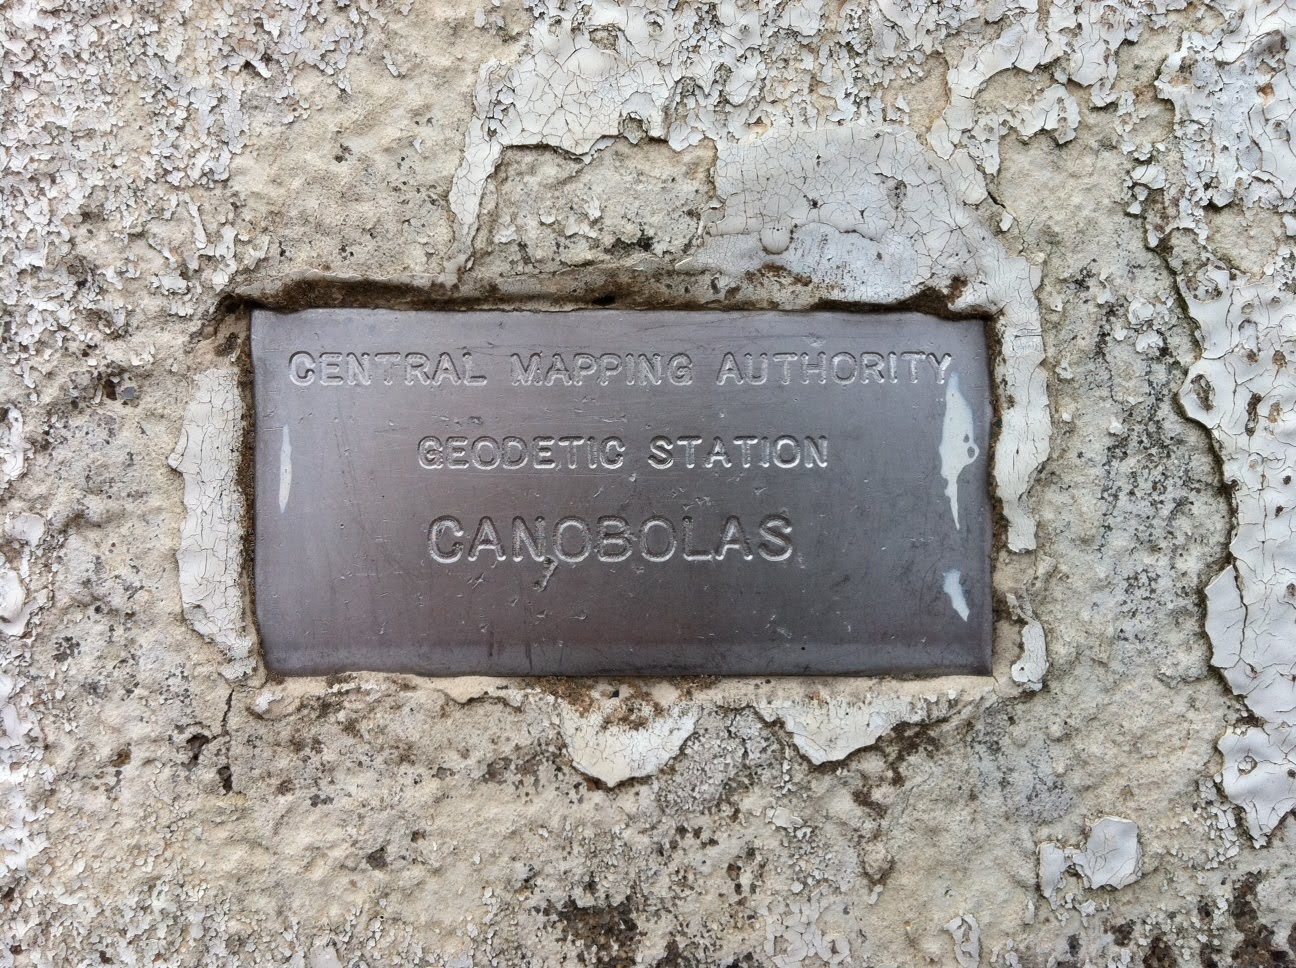 CENTRAL MAPPING AUTHORITY
GEODETIC STATION
CANOBOLAS